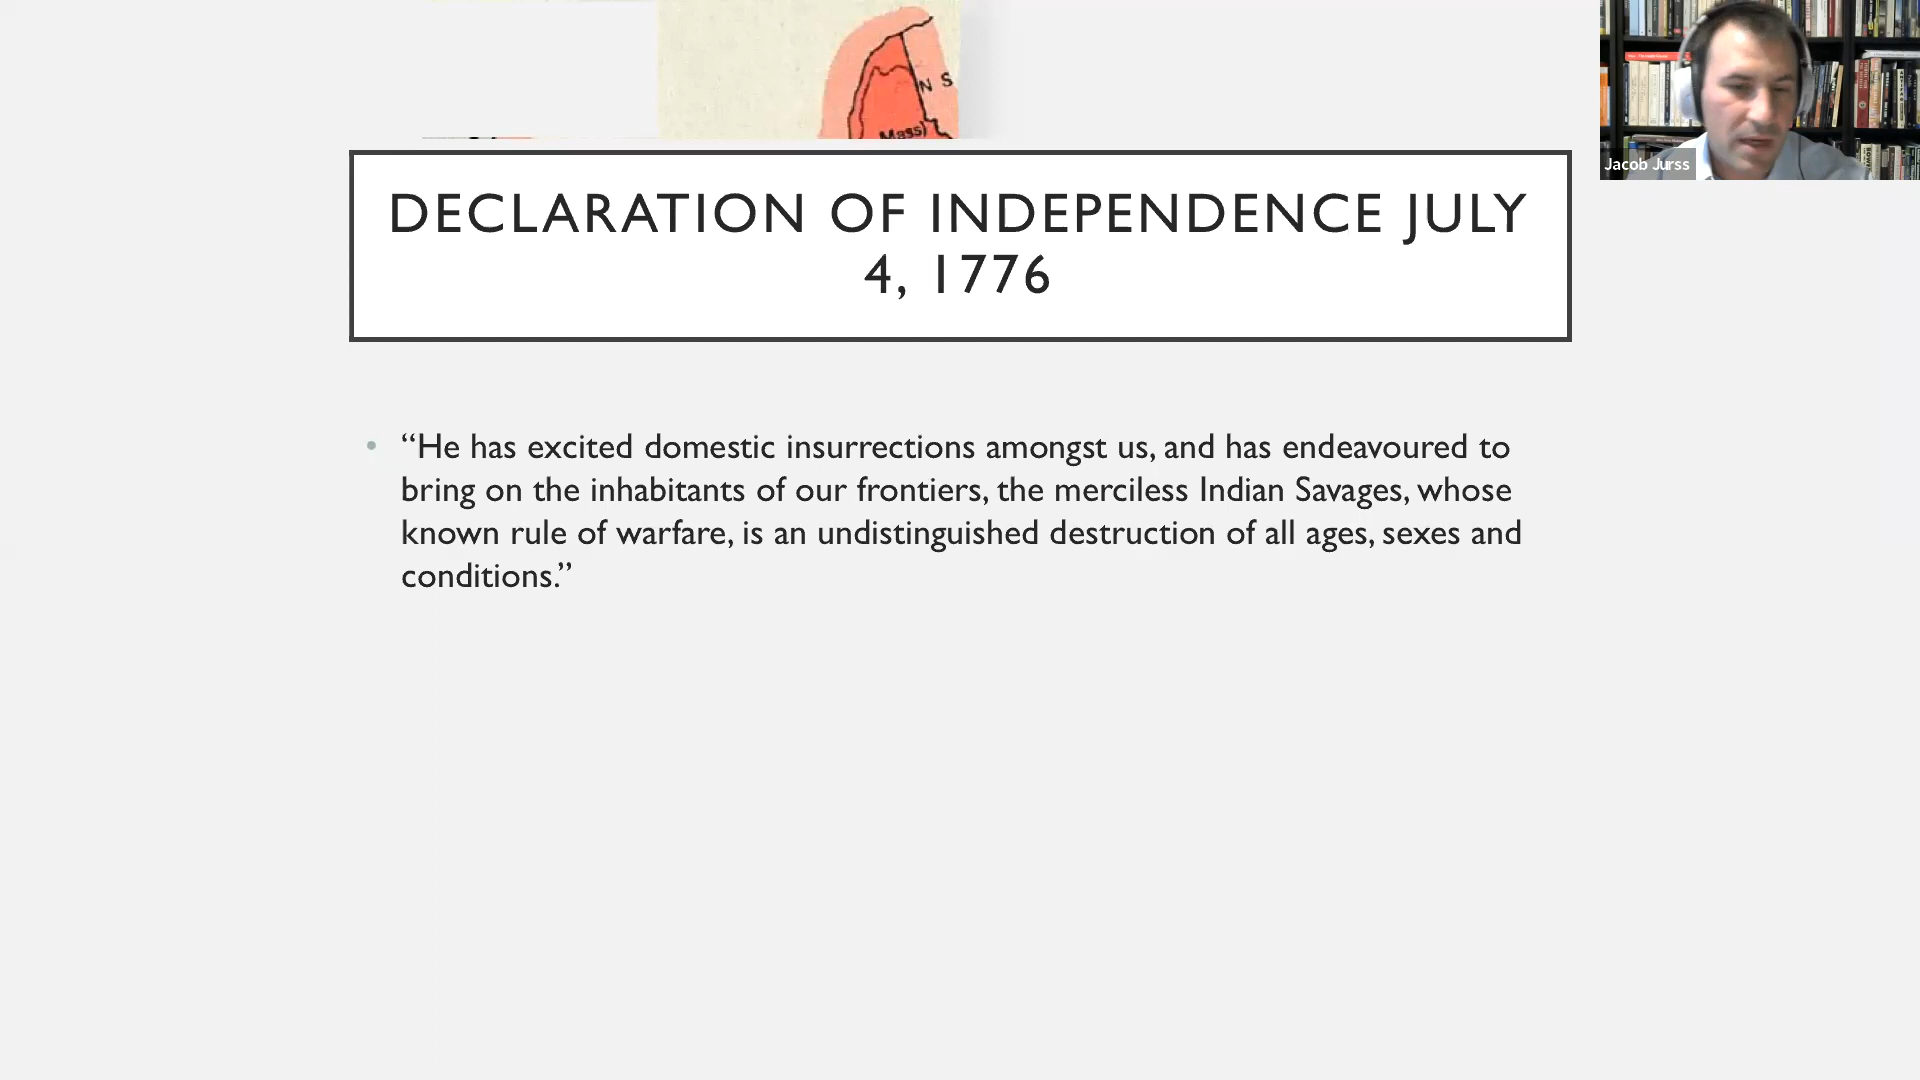 N S
Mass)
Jacob Jurss
DECLARATION OF INDEPENDENCE JULY
4, 1776
• “He has excited domestic insurrections amongst us, and has endeavoured to
bring on the inhabitants of our frontiers, the merciless Indian Savages, whose
known rule of warfare, is an undistinguished destruction of all ages, sexes and
conditions.”